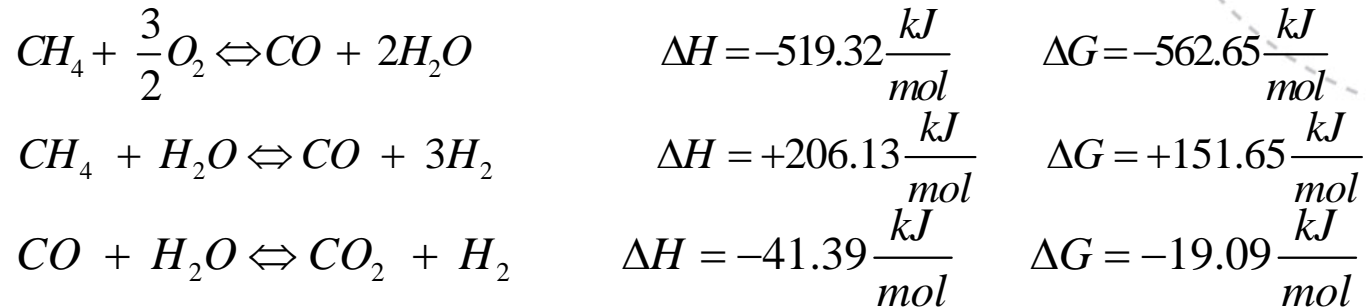 CH₄ + 3/2 O₂ ⇔ CO + 2H₂O ΔH = −519.32 kJ/mol ΔG = −562.65 kJ/mol
CH₄ + H₂O ⇔ CO + 3H₂ ΔH = +206.13 kJ/mol ΔG = +151.65 kJ/mol
CO + H₂O ⇔ CO₂ + H₂ ΔH = −41.39 kJ/mol ΔG = −19.09 kJ/mol